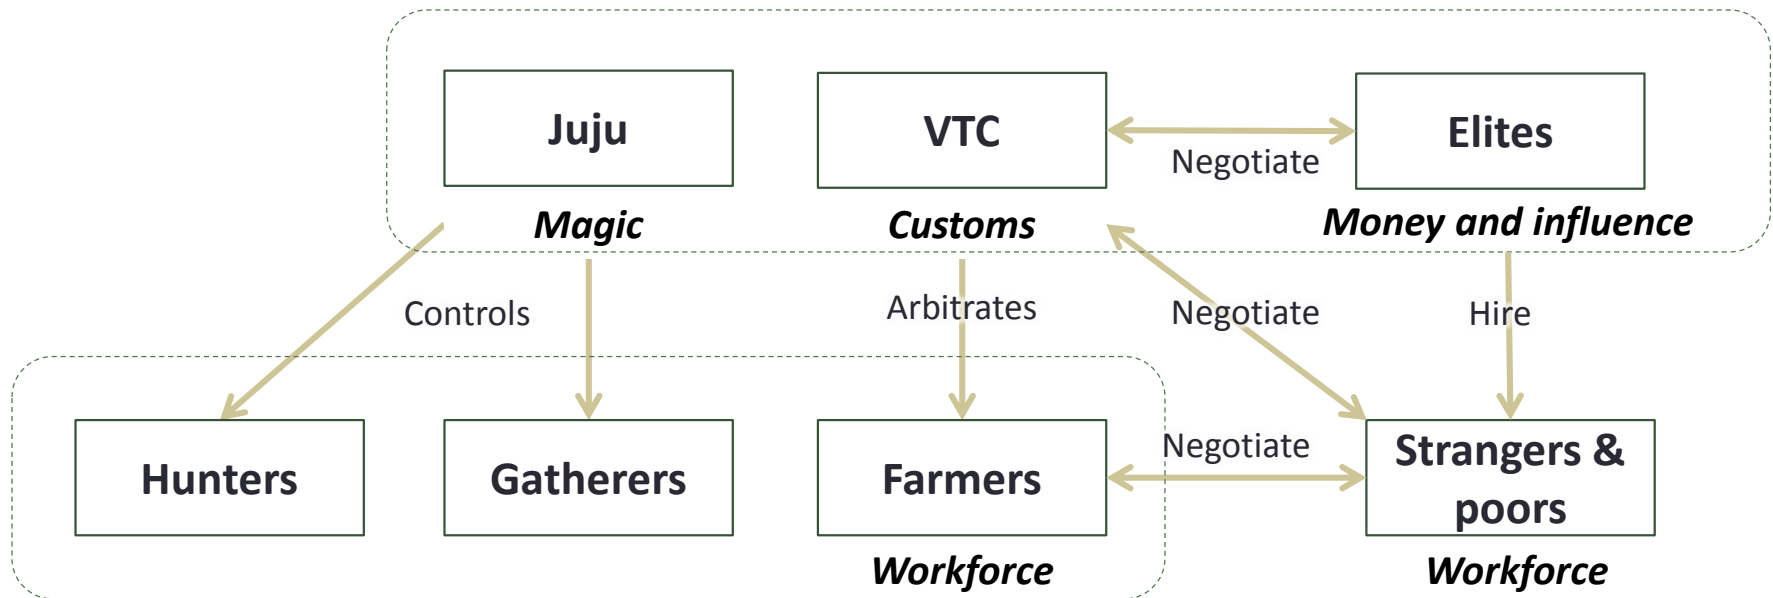 Juju
VTC
Elites
Negotiate
Magic
Customs
Money and influence
Controls
Arbitrates
Negotiate
Hire
Hunters
Gatherers
Farmers
Negotiate
Strangers &
poors
Workforce
Workforce